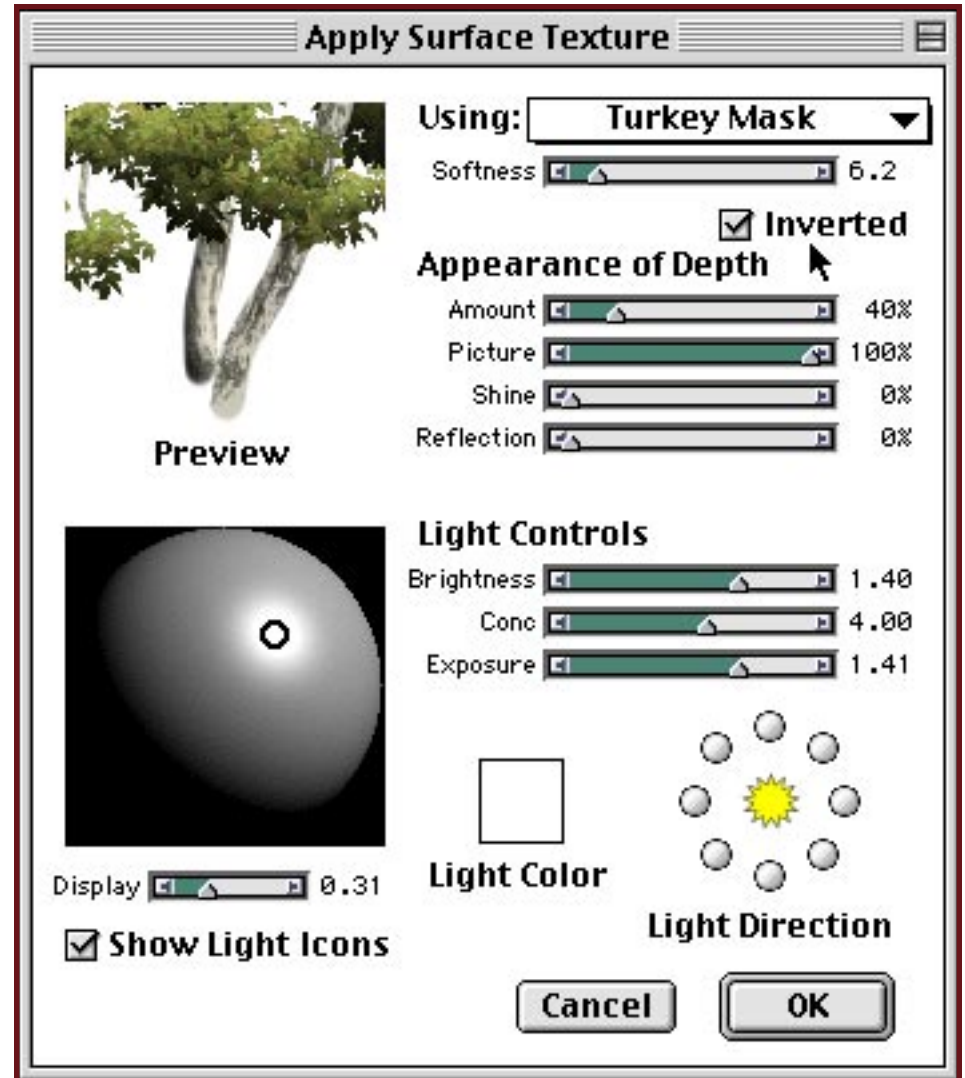 Apply Surface Texture
Using: Turkey Mask
Softness 6.2
Inverted
Appearance of Depth
Amount 40%
Picture 100%
Shine 0%
Reflection 0%
Preview
Light Controls
Brightness 1.40
Conc 4.00
Exposure 1.41
Display 0.31
Light Color
Light Direction
Show Light Icons
Cancel
OK